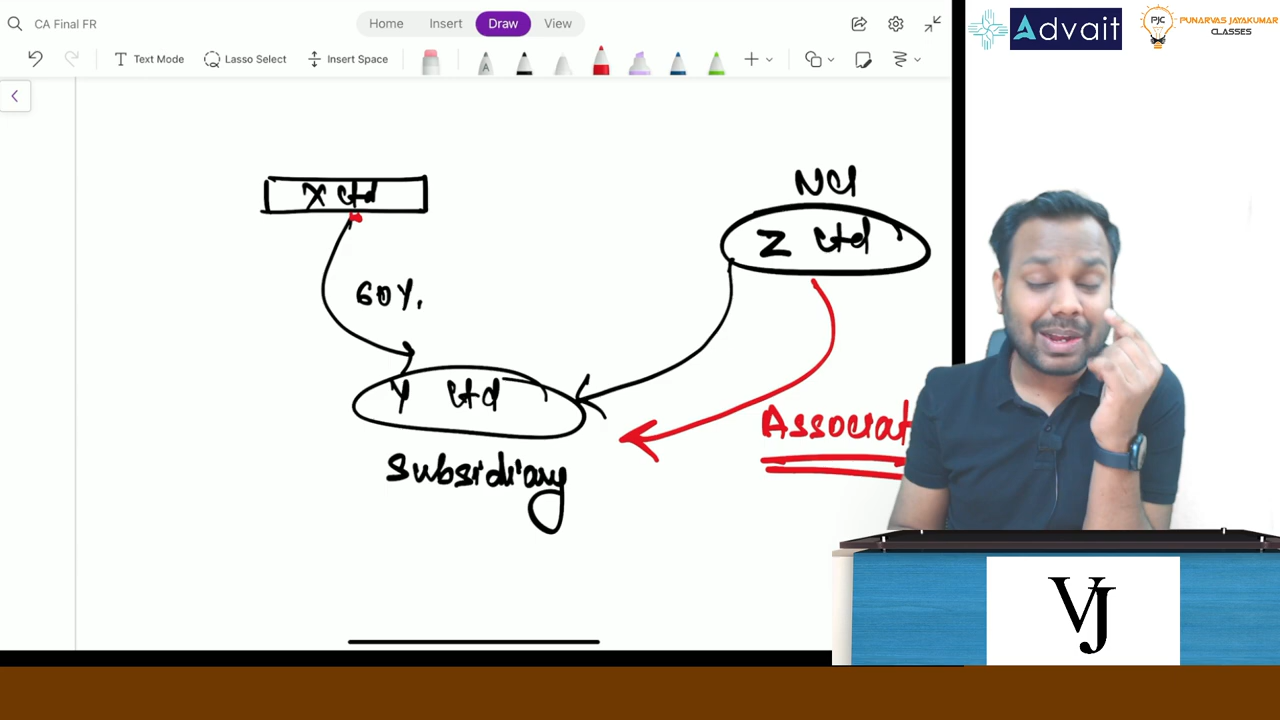 CA Final FR
Home Insert Draw View
Text Mode Lasso Select Insert Space
A
Advait
PJC PUNARVAS JAYAKUMAR
CLASSES
X Ltd
NCI
Z Ltd
60%
Y Ltd
Associat
Subsidiary
VJ